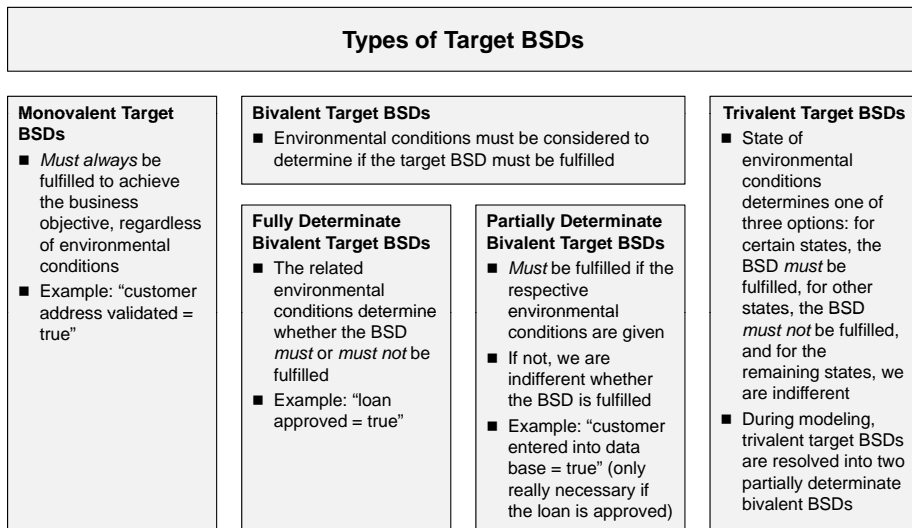 Types of Target BSDs
Monovalent Target
BSDs
■ Must always be
fulfilled to achieve
the business
objective, regardless
of environmental
conditions
■ Example: “customer
address validated =
true”
Bivalent Target BSDs
■ Environmental conditions must be considered to
determine if the target BSD must be fulfilled
Fully Determinate
Bivalent Target BSDs
■ The related
environmental
conditions determine
whether the BSD
must or must not be
fulfilled
■ Example: “loan
approved = true”
Partially Determinate
Bivalent Target BSDs
■ Must be fulfilled if the
respective
environmental
conditions are given
■ If not, we are
indifferent whether
the BSD is fulfilled
■ Example: “customer
entered into data
base = true” (only
really necessary if
the loan is approved)
Trivalent Target BSDs
■ State of
environmental
conditions
determines one of
three options: for
certain states, the
BSD must be
fulfilled, for other
states, the BSD
must not be fulfilled,
and for the
remaining states, we
are indifferent
■ During modeling,
trivalent target BSDs
are resolved into two
partially determinate
bivalent BSDs